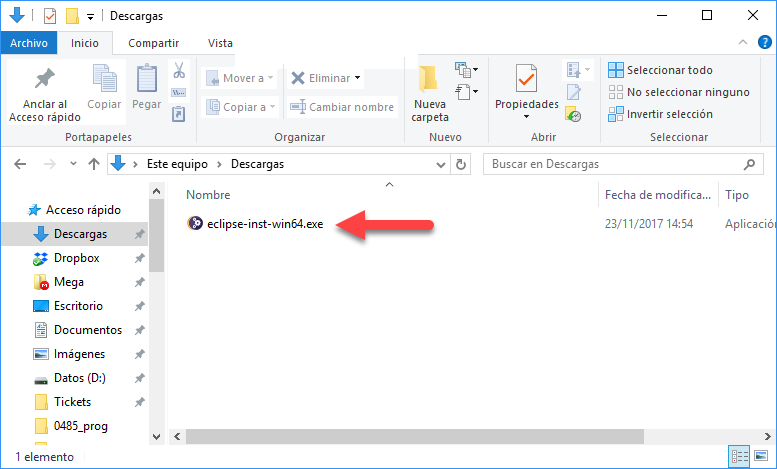 Descargas
Archivo Inicio Compartir Vista
Anclar al Acceso rápido
Copiar
Pegar
Mover a
Copiar a
Eliminar
Cambiar nombre
Nueva carpeta
Propiedades
Seleccionar todo
No seleccionar ninguno
Invertir selección
Portapapeles Organizar Nuevo Abrir Seleccionar
Este equipo Descargas
Buscar en Descargas
Nombre Fecha de modifica... Tipo
eclipse-inst-win64.exe 23/11/2017 14:54 Aplicación
Acceso rápido
Descargas
Dropbox
Mega
Escritorio
Documentos
Imágenes
Datos (D:)
Tickets
0485_prog
1 elemento